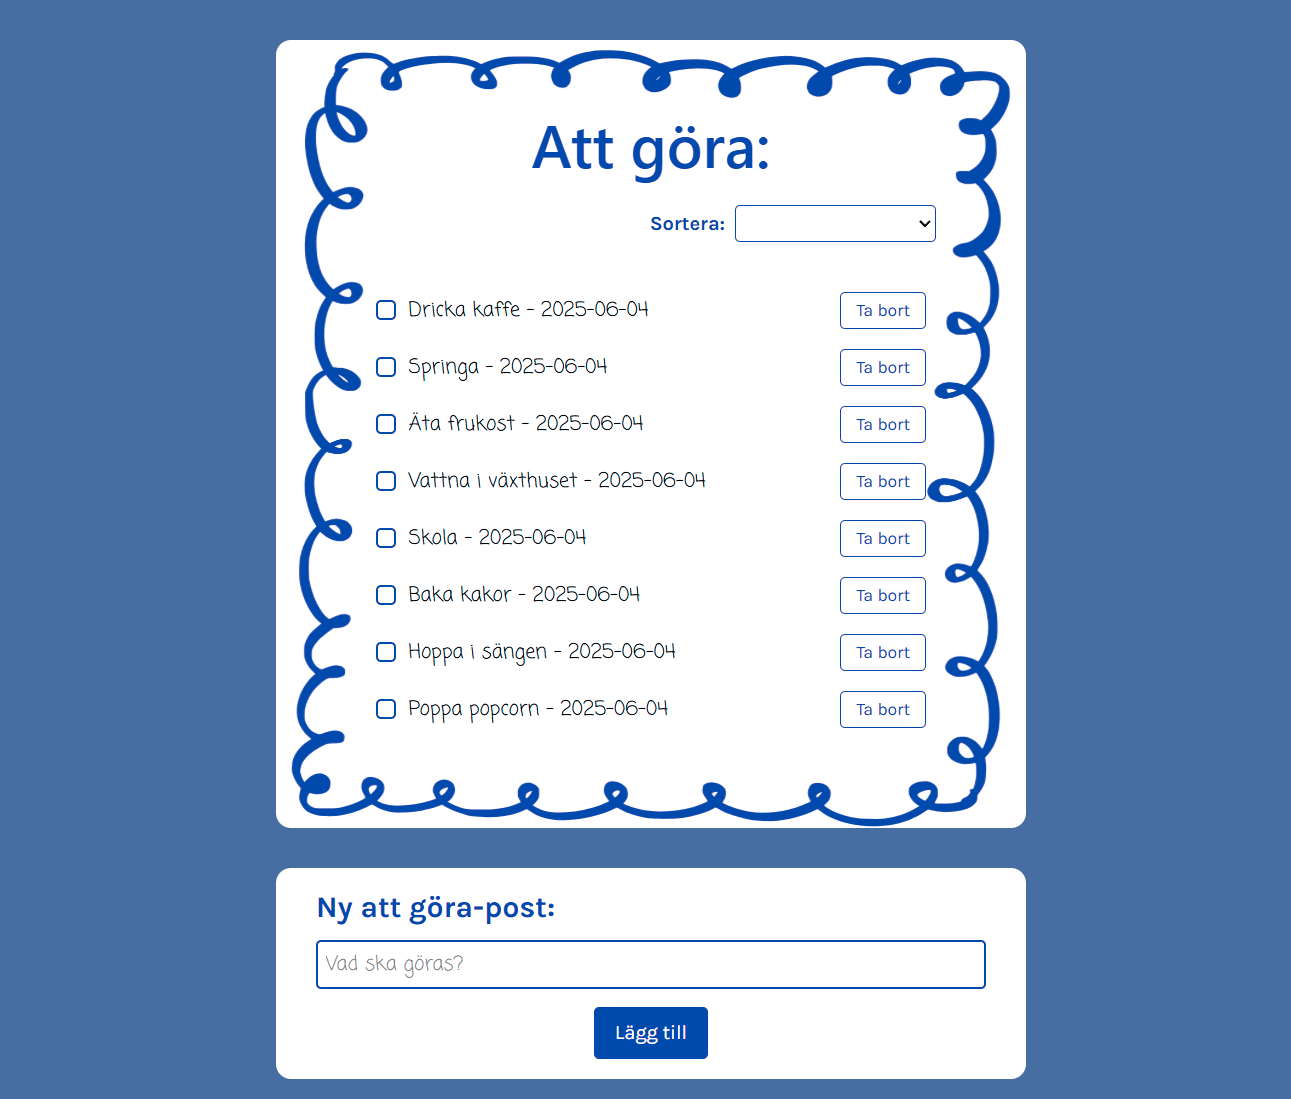 Att göra:
Sortera:
Dricka kaffe - 2025-06-04 Ta bort
Springa - 2025-06-04 Ta bort
Äta frukost - 2025-06-04 Ta bort
Vattna i växthuset - 2025-06-04 Ta bort
Skola - 2025-06-04 Ta bort
Baka kakor - 2025-06-04 Ta bort
Hoppa i sängen - 2025-06-04 Ta bort
Poppa popcorn - 2025-06-04 Ta bort
Ny att göra-post:
Vad ska göras?
Lägg till